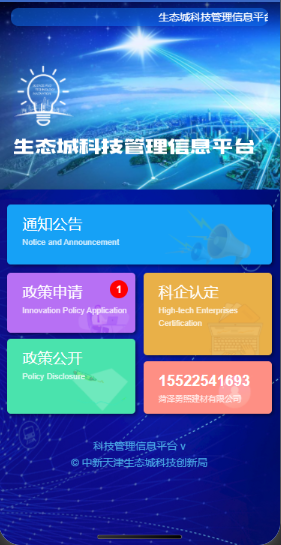 生态城科技管理信息平台
生态城科技管理信息平台
通知公告
Notice and Announcement
政策申请
1
Innovation Policy Application
科企认定
High-tech Enterprises
Certification
政策公开
Policy Disclosure
15522541693
菏泽奥熙建材有限公司
科技管理信息平台 v
© 中新天津生态城科技创新局